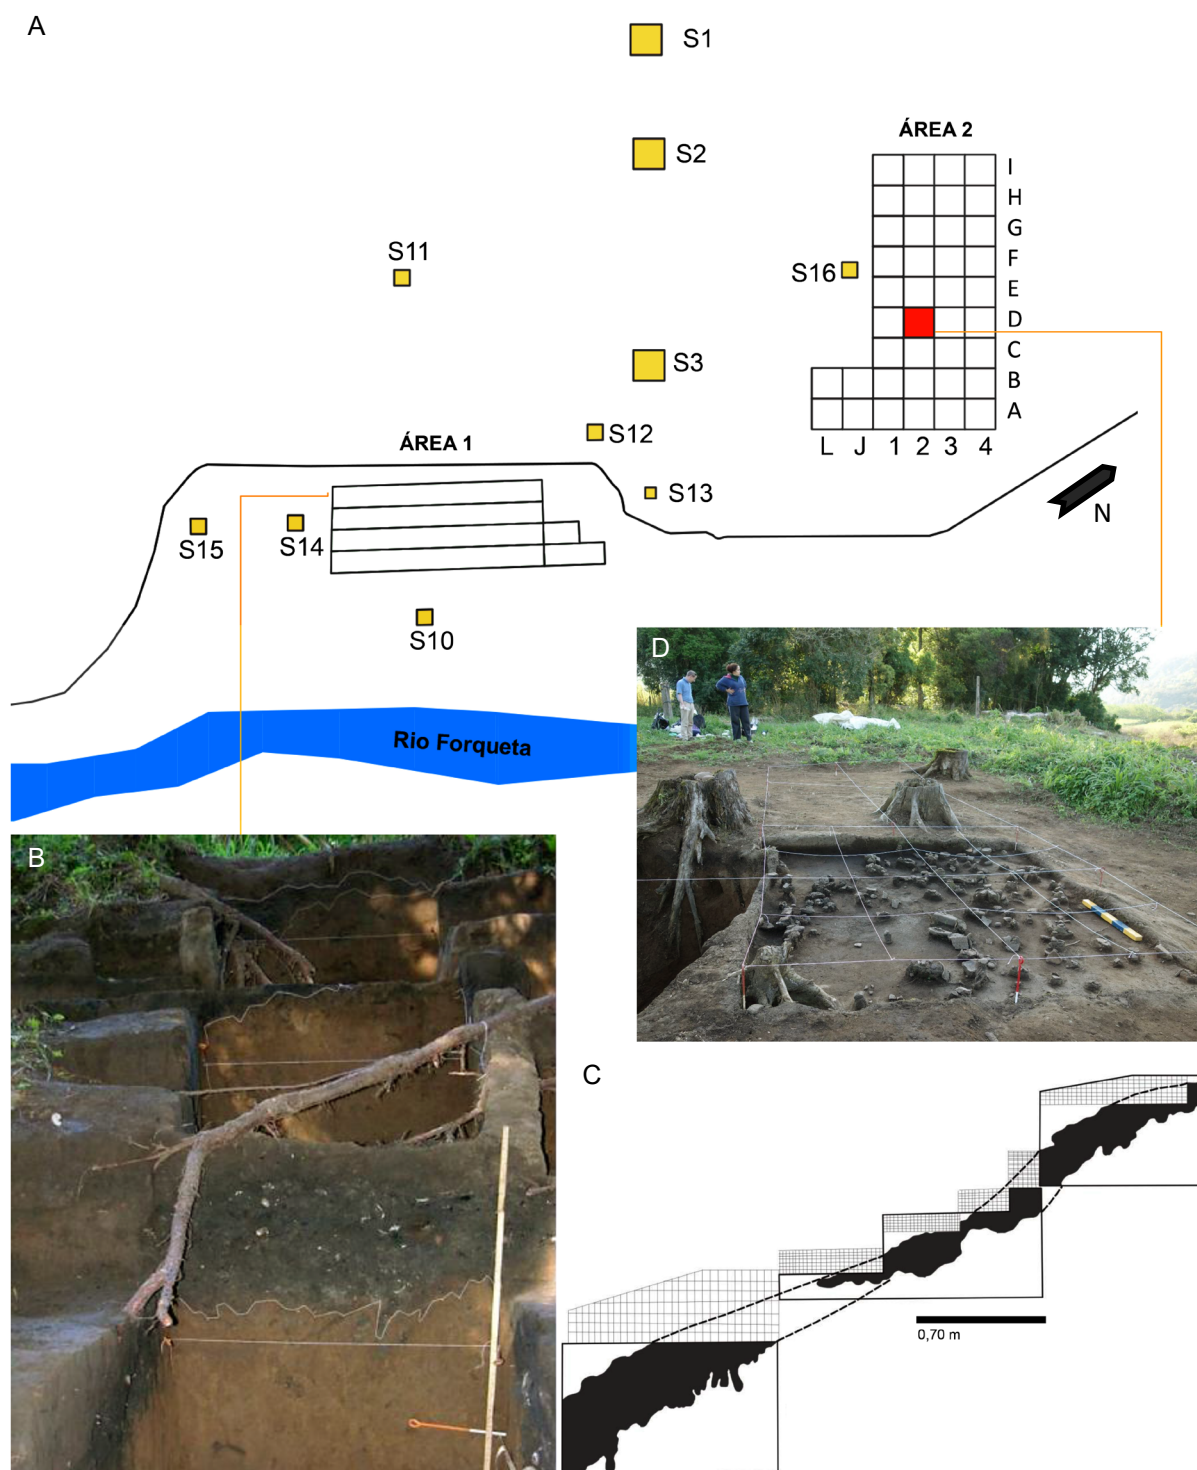 A
S1
S2
ÁREA 2
I
H
G
F
E
D
C
B
A
L J 1 2 3 4
S11
S16
S3
S12
ÁREA 1
S13
N
S15
S14
S10
Rio Forqueta
D
B
C
0,70 m